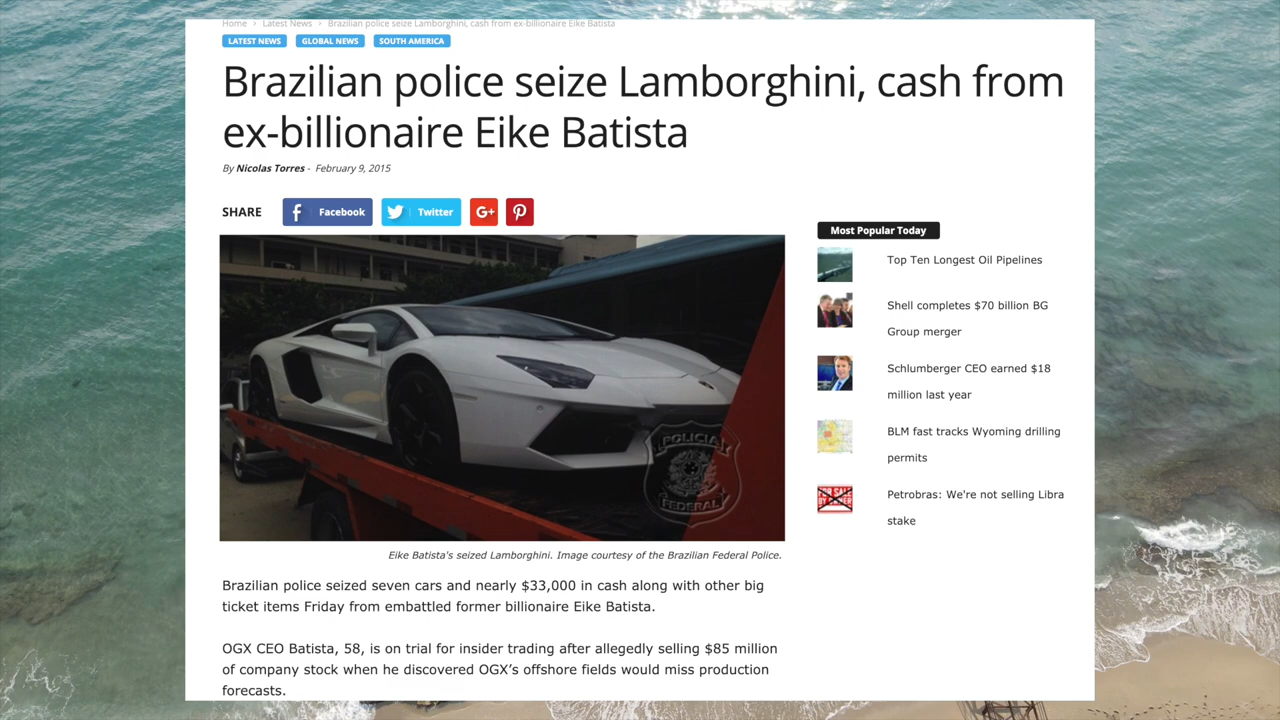 Home > Latest News > Brazilian police seize Lamborghini, cash from ex-billionaire Eike Batista
LATEST NEWS GLOBAL NEWS SOUTH AMERICA
Brazilian police seize Lamborghini, cash from
ex-billionaire Eike Batista
By Nicolas Torres - February 9, 2015
SHARE f Facebook Twitter G+
POLICIA
FEDERAL
Eike Batista's seized Lamborghini. Image courtesy of the Brazilian Federal Police.
Brazilian police seized seven cars and nearly $33,000 in cash along with other big
ticket items Friday from embattled former billionaire Eike Batista.
OGX CEO Batista, 58, is on trial for insider trading after allegedly selling $85 million
of company stock when he discovered OGX’s offshore fields would miss production
forecasts.
Most Popular Today
Top Ten Longest Oil Pipelines
Shell completes $70 billion BG
Group merger
Schlumberger CEO earned $18
million last year
BLM fast tracks Wyoming drilling
permits
Petrobras: We're not selling Libra
stake